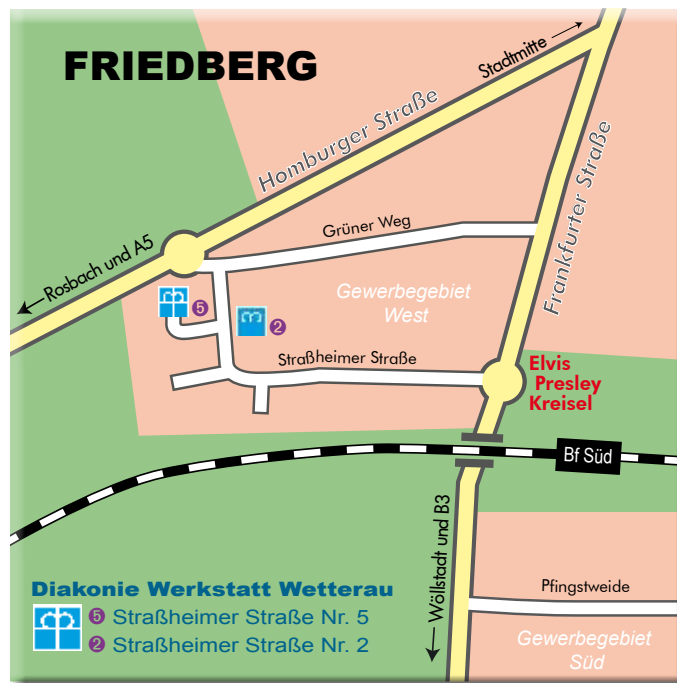 FRIEDBERG
Stadtmitte
Homburger Straße
Frankfurter Straße
Grüner Weg
Rosbach und A5
Gewerbegebiet
West
5
2
Straßheimer Straße
Elvis
Presley
Kreisel
Bf Süd
Wöllstadt und B3
Pfingstweide
Gewerbegebiet
Süd
Diakonie Werkstatt Wetterau
5 Straßheimer Straße Nr. 5
2 Straßheimer Straße Nr. 2